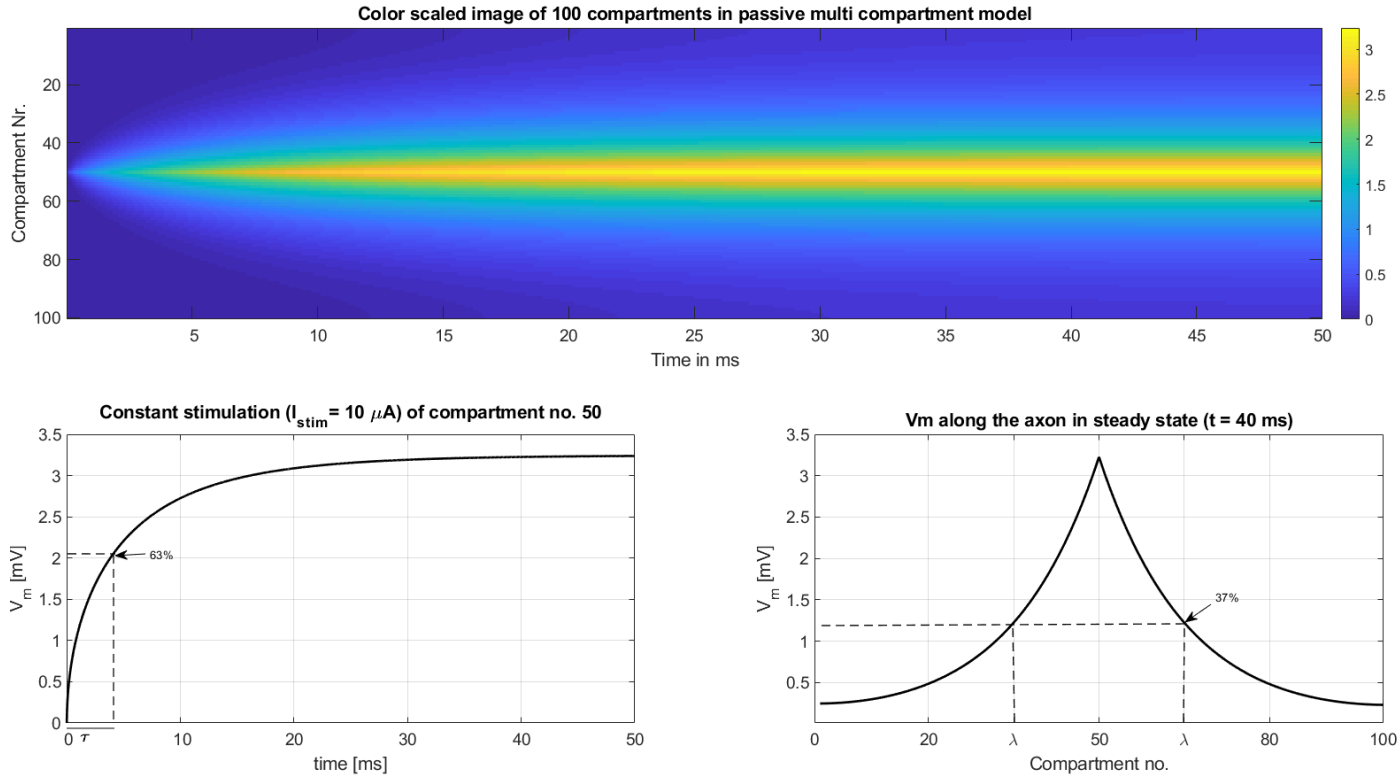 Color scaled image of 100 compartments in passive multi compartment model
Compartment Nr.
20
40
60
80
100
5 10 15 20 25 30 35 40 45 50
Time in ms
3
2.5
2
1.5
1
0.5
0
Constant stimulation (I_stim = 10 μA) of compartment no. 50
V_m [mV]
3.5
3
2.5
2
1.5
1
0.5
0
63%
0 τ 10 20 30 40 50
time [ms]
Vm along the axon in steady state (t = 40 ms)
V_m [mV]
3.5
3
2.5
2
1.5
1
0.5
37%
0 20 λ 50 λ 80 100
Compartment no.